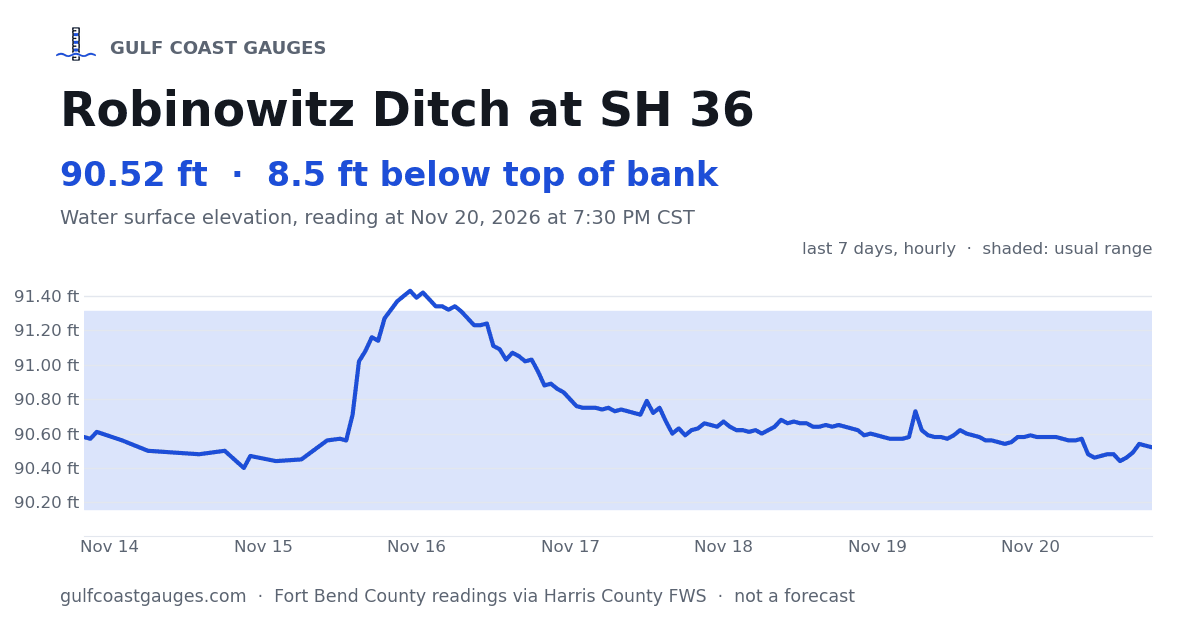 GULF COAST GAUGES
Robinowitz Ditch at SH 36
90.52 ft · 8.5 ft below top of bank
Water surface elevation, reading at Nov 20, 2026 at 7:30 PM CST
last 7 days, hourly · shaded: usual range
91.40 ft
91.20 ft
91.00 ft
90.80 ft
90.60 ft
90.40 ft
90.20 ft
Nov 14 Nov 15 Nov 16 Nov 17 Nov 18 Nov 19 Nov 20
gulfcoastgauges.com · Fort Bend County readings via Harris County FWS · not a forecast